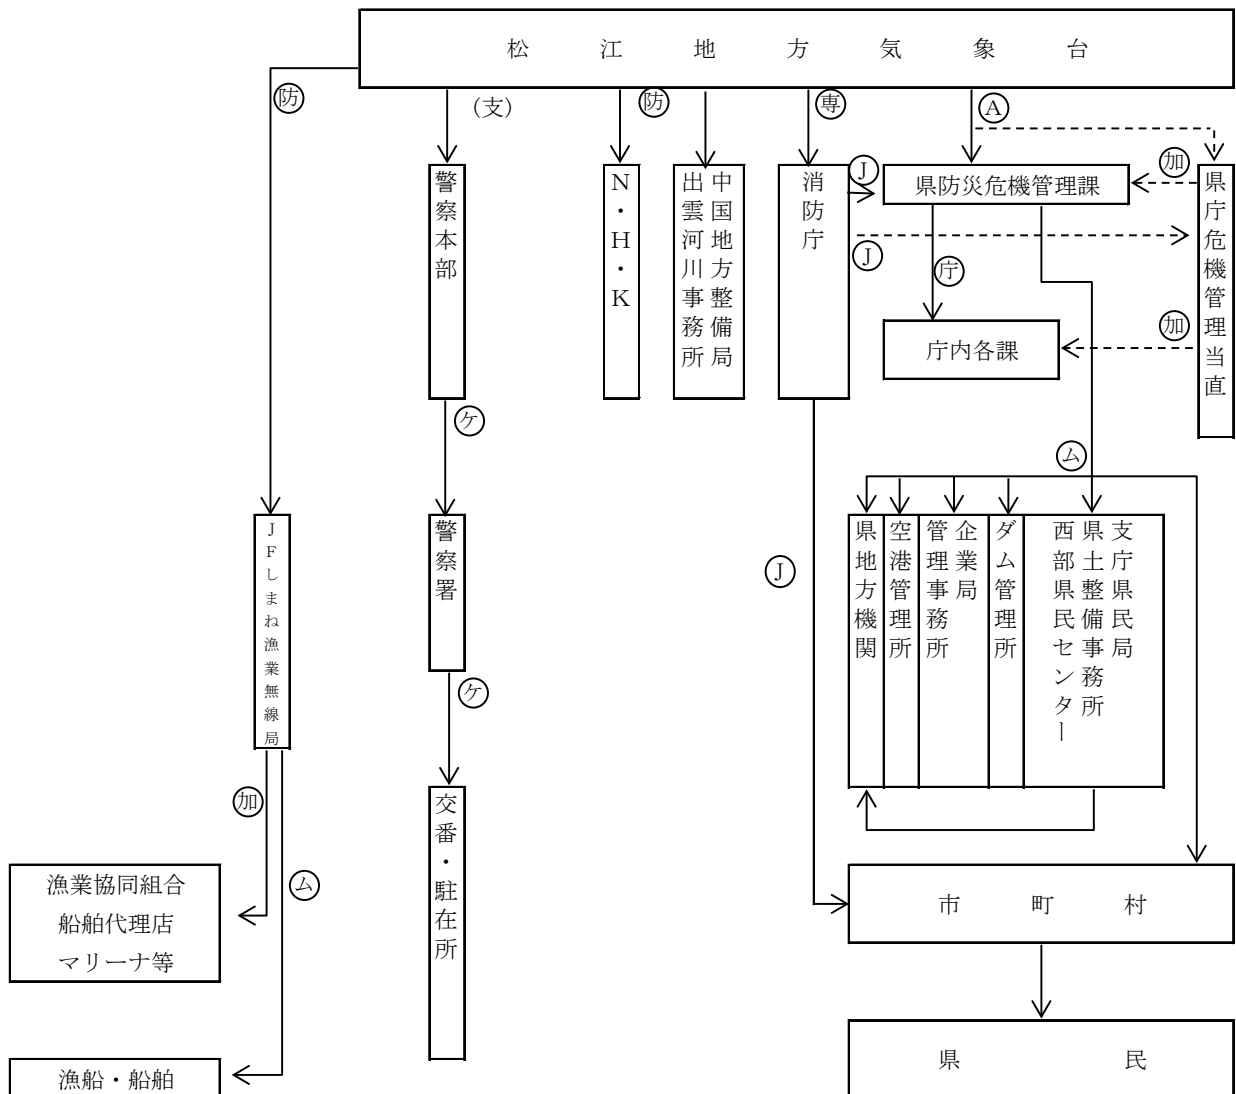 松江地方気象台
防
(支)
防
専
A
加
警察本部
N・H・K
中国地方整備局
出雲河川事務所
消防庁
J
県防災危機管理課
県庁危機管理当直
J
庁
加
庁内各課
ケ
ム
JFしまね漁業無線局
警察署
J
県地方機関
空港管理所
企業局
管理事務所
ダム管理所
支庁県民局
県土整備事務所
西部県民センター
ケ
加
交番・駐在所
ム
漁業協同組合
船舶代理店
マリーナ等
市町村
漁船・船舶
県民